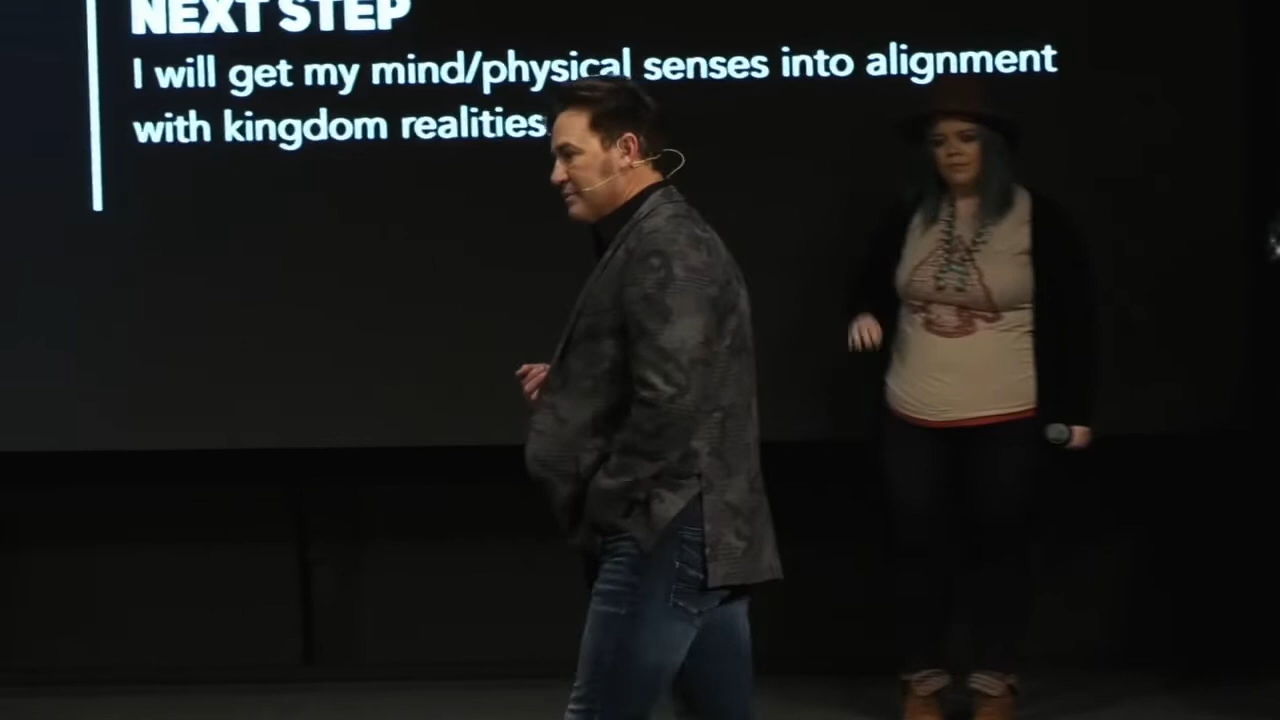 NEXT STEP
I will get my mind/physical senses into alignment
with kingdom realities.